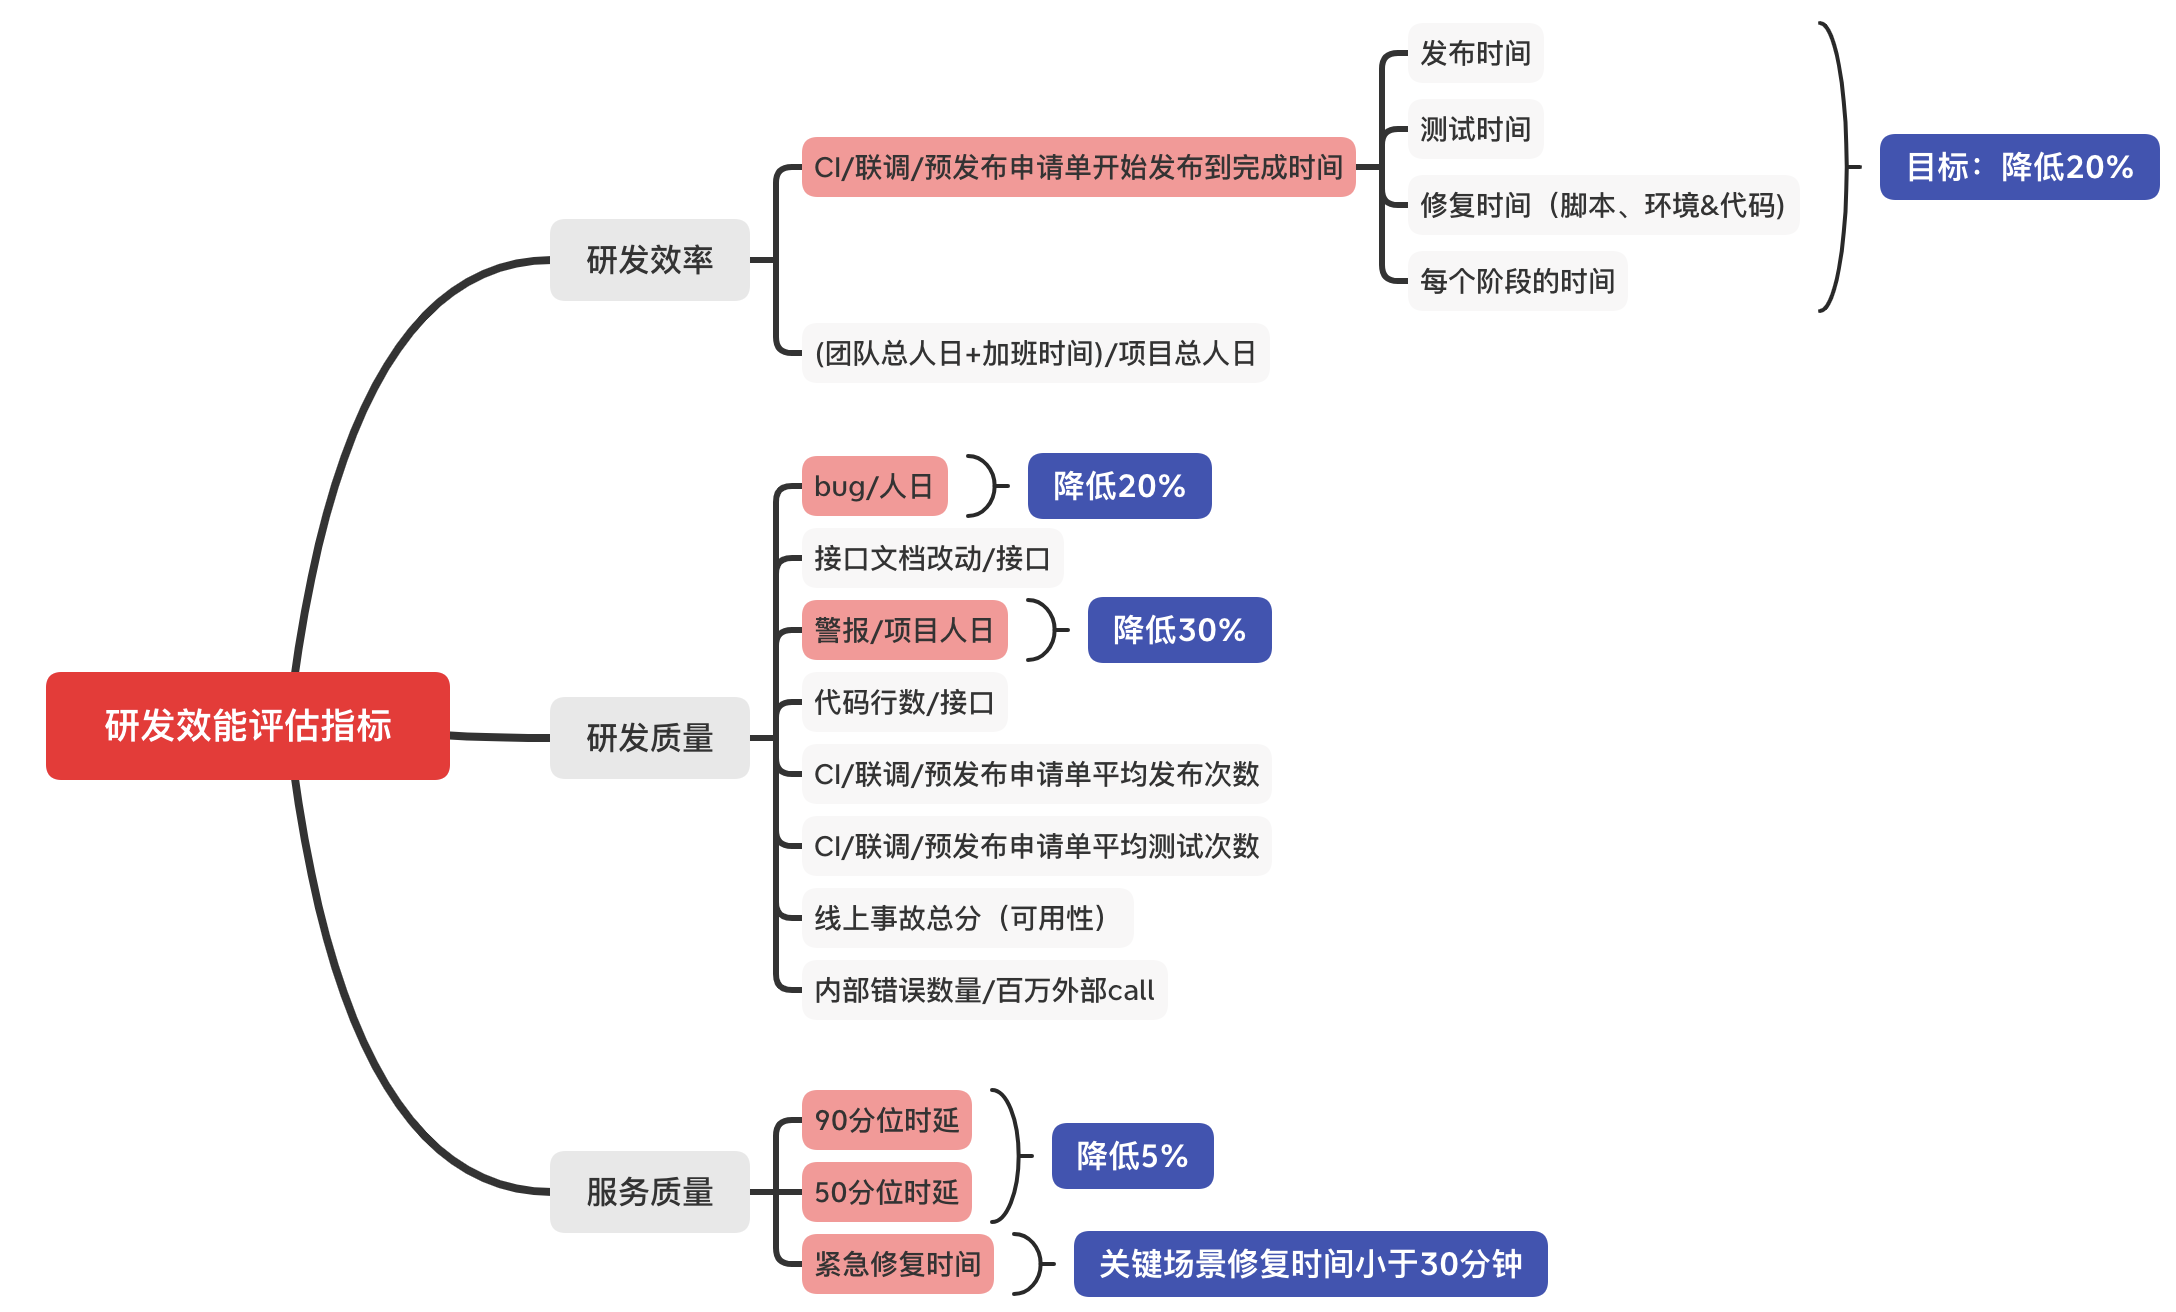 研发效能评估指标
研发效率
CI/联调/预发布申请单开始发布到完成时间
发布时间
测试时间
修复时间（脚本、环境&代码)
每个阶段的时间
目标：降低20%
(团队总人日+加班时间)/项目总人日
研发质量
bug/人日
降低20%
接口文档改动/接口
警报/项目人日
降低30%
代码行数/接口
CI/联调/预发布申请单平均发布次数
CI/联调/预发布申请单平均测试次数
线上事故总分（可用性）
内部错误数量/百万外部call
服务质量
90分位时延
50分位时延
降低5%
紧急修复时间
关键场景修复时间小于30分钟